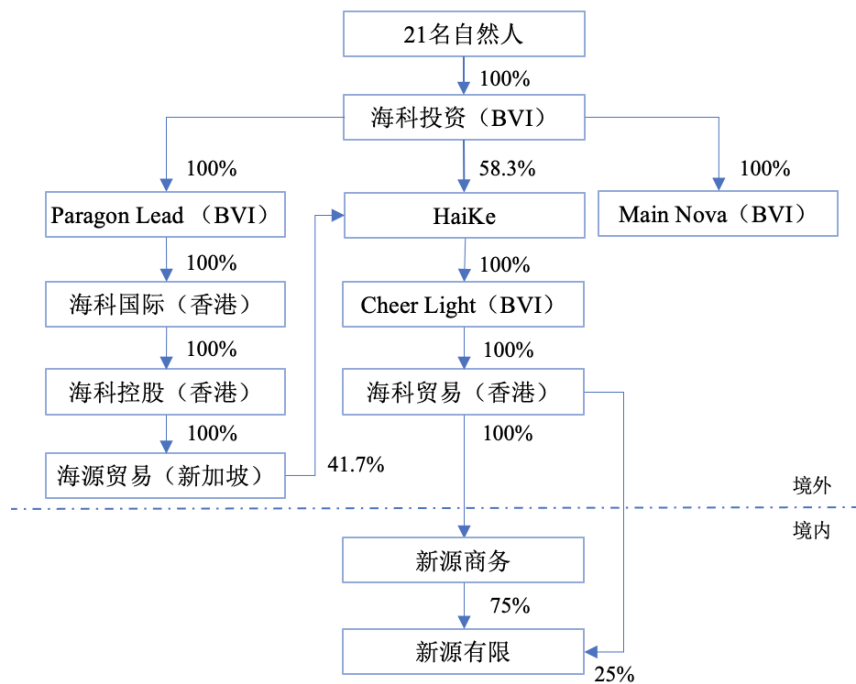 21名自然人
100%
海科投资（BVI）
100%
58.3%
100%
Paragon Lead （BVI）
HaiKe
Main Nova（BVI）
100%
100%
海科国际（香港）
Cheer Light（BVI）
100%
100%
海科控股（香港）
海科贸易（香港）
100%
100%
海源贸易（新加坡）
41.7%
境外
境内
新源商务
75%
新源有限
25%